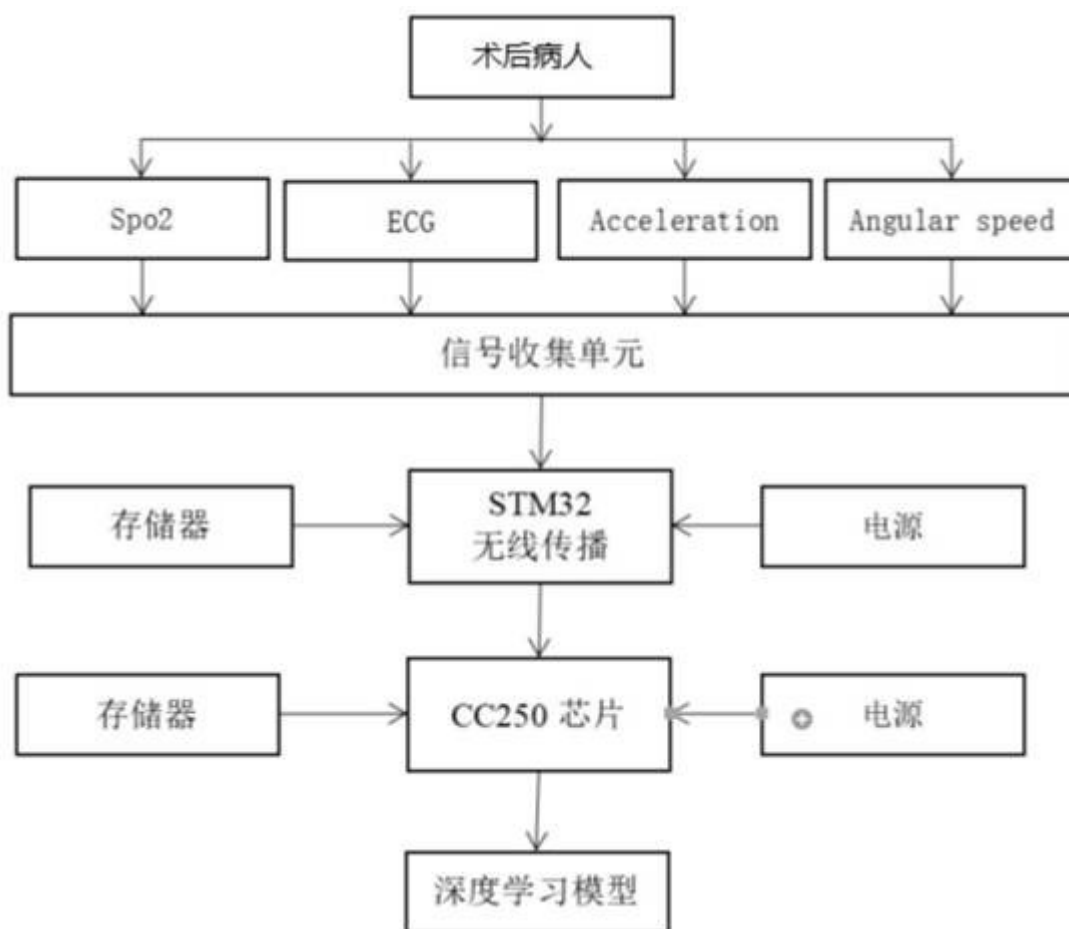 术后病人
Spo2
ECG
Acceleration
Angular speed
信号收集单元
存储器
STM32
无线传播
电源
存储器
CC250 芯片
电源
深度学习模型